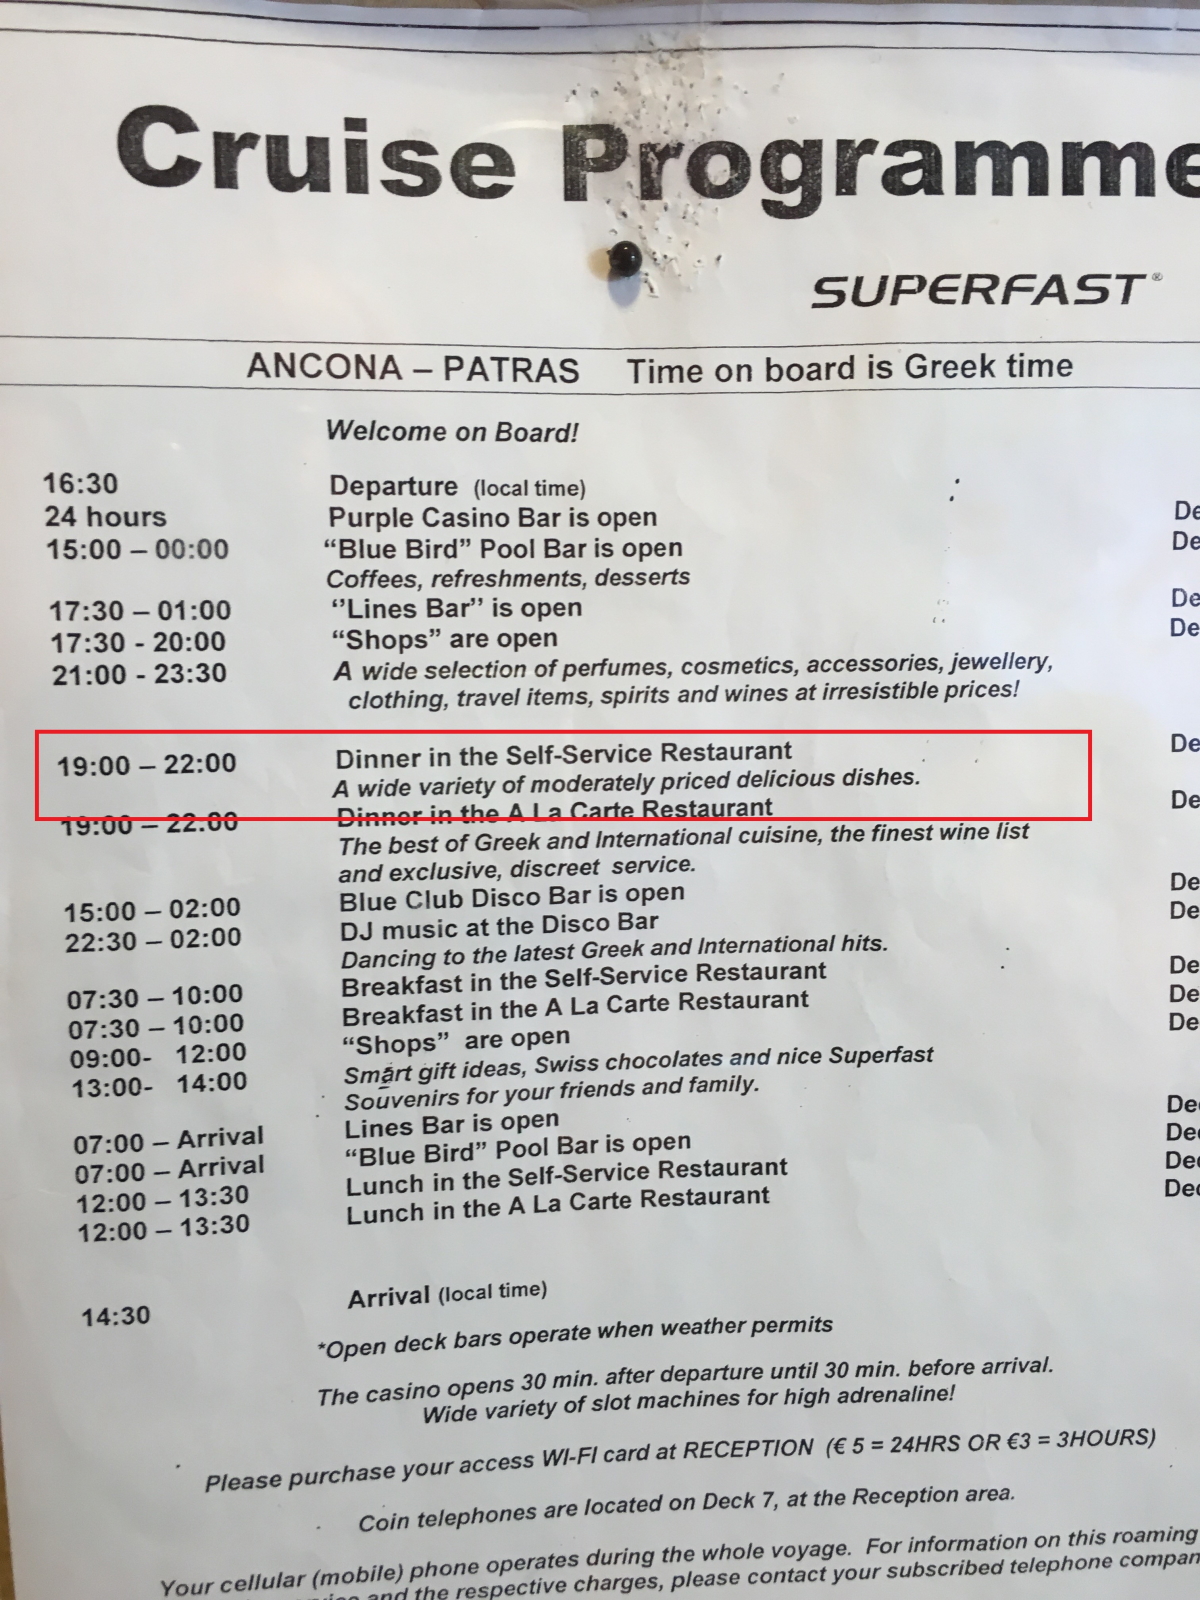 Cruise Programme
SUPERFAST®
ANCONA – PATRAS Time on board is Greek time
Welcome on Board!
16:30 Departure (local time)
24 hours Purple Casino Bar is open De
15:00 – 00:00 “Blue Bird” Pool Bar is open De
Coffees, refreshments, desserts
17:30 – 01:00 ‘’Lines Bar’’ is open De
17:30 - 20:00 “Shops” are open De
21:00 - 23:30 A wide selection of perfumes, cosmetics, accessories, jewellery,
clothing, travel items, spirits and wines at irresistible prices!
19:00 – 22:00 Dinner in the Self-Service Restaurant De
A wide variety of moderately priced delicious dishes.
19:00 – 22:00 Dinner in the A La Carte Restaurant De
The best of Greek and International cuisine, the finest wine list
and exclusive, discreet service.
15:00 – 02:00 Blue Club Disco Bar is open De
22:30 – 02:00 DJ music at the Disco Bar De
Dancing to the latest Greek and International hits.
07:30 – 10:00 Breakfast in the Self-Service Restaurant De
07:30 – 10:00 Breakfast in the A La Carte Restaurant De
09:00- 12:00 “Shops” are open De
13:00- 14:00 Smart gift ideas, Swiss chocolates and nice Superfast
Souvenirs for your friends and family.
07:00 – Arrival Lines Bar is open Dec
07:00 – Arrival “Blue Bird” Pool Bar is open Dec
12:00 – 13:30 Lunch in the Self-Service Restaurant Dec
12:00 – 13:30 Lunch in the A La Carte Restaurant Dec
14:30 Arrival (local time)
*Open deck bars operate when weather permits
The casino opens 30 min. after departure until 30 min. before arrival.
Wide variety of slot machines for high adrenaline!
Please purchase your access WI-FI card at RECEPTION (€ 5 = 24HRS OR €3 = 3HOURS)
Coin telephones are located on Deck 7, at the Reception area.
Your cellular (mobile) phone operates during the whole voyage. For information on this roaming
and the respective charges, please contact your subscribed telephone compan